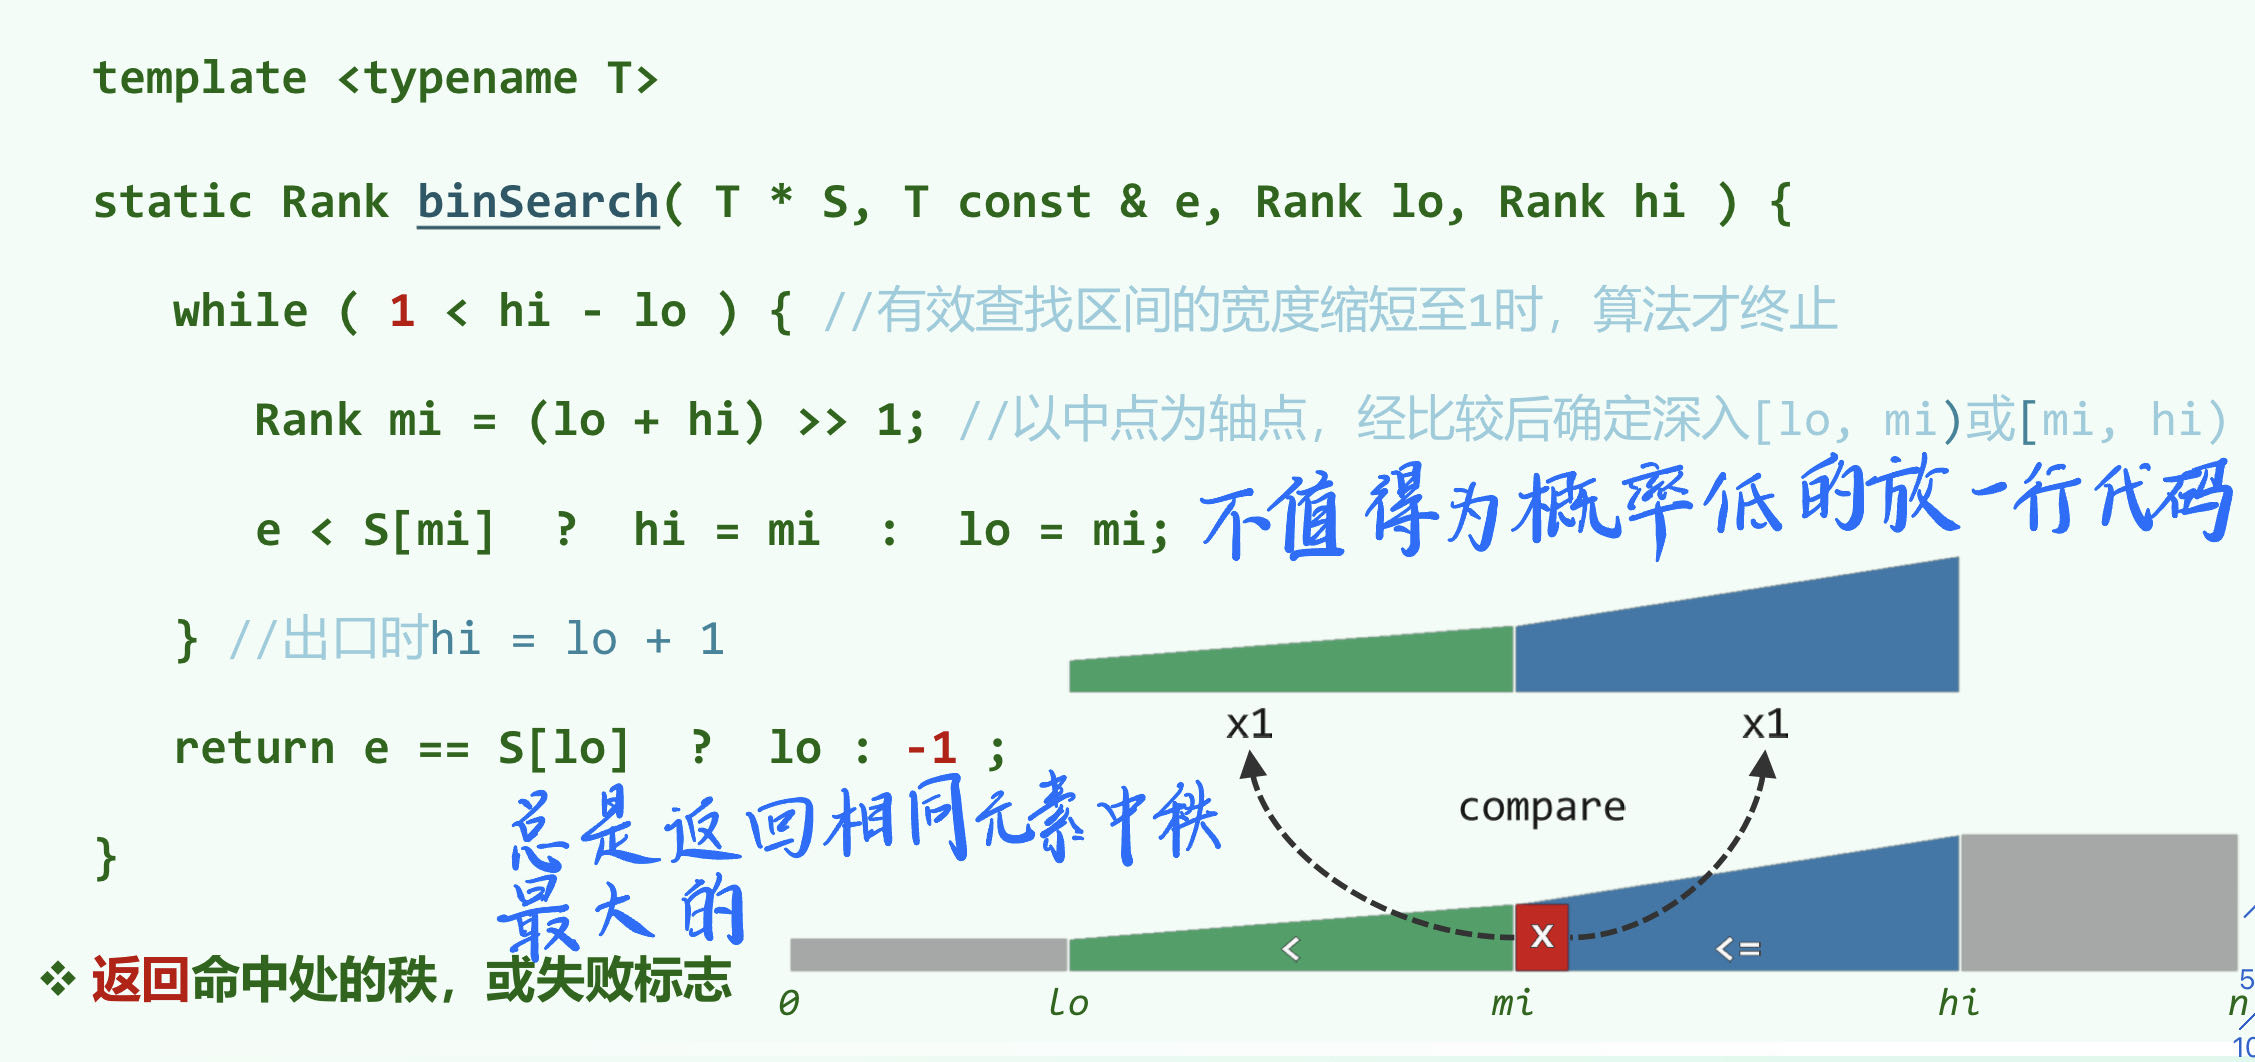 template <typename T>
static Rank binSearch( T * S, T const & e, Rank lo, Rank hi ) {
while ( 1 < hi - lo ) { //有效查找区间的宽度缩短至1时，算法才终止
Rank mi = (lo + hi) >> 1; //以中点为轴点，经比较后确定深入[lo, mi)或[mi, hi)
e < S[mi] ? hi = mi : lo = mi; 不值得为概率低的放一行代码
} //出口时hi = lo + 1
return e == S[lo] ? lo : -1 ;
}
总是返回相同元素中秩
最大的
❖ 返回命中处的秩，或失败标志
x1 x1
compare
< x <=
0 lo mi hi n
5
10